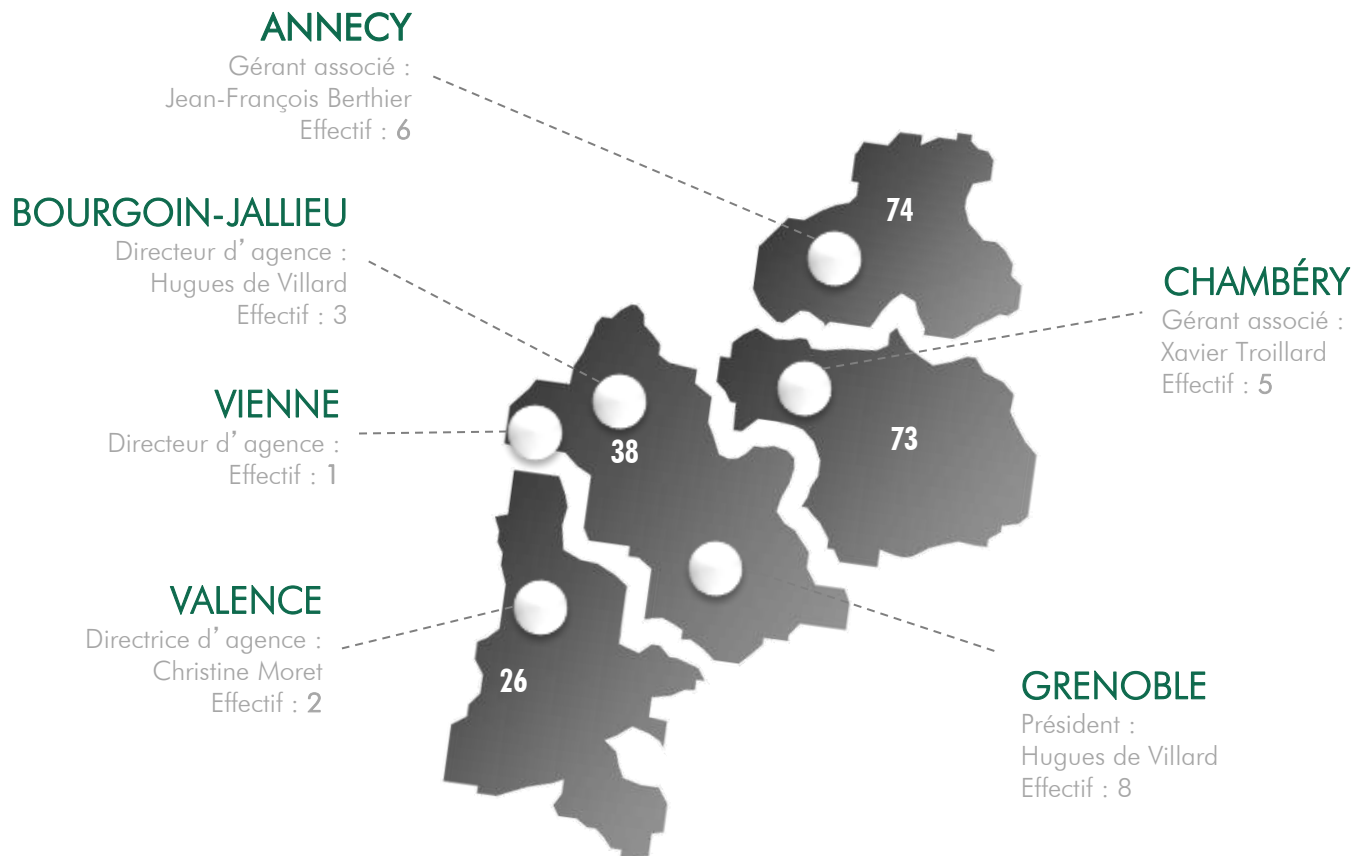 ANNECY
Gérant associé :
Jean-François Berthier
Effectif : 6
BOURGOIN-JALLIEU
Directeur d’agence :
Hugues de Villard
Effectif : 3
VIENNE
Directeur d’agence :
Effectif : 1
VALENCE
Directrice d’agence :
Christine Moret
Effectif : 2
74
38
73
26
CHAMBÉRY
Gérant associé :
Xavier Troillard
Effectif : 5
GRENOBLE
Président :
Hugues de Villard
Effectif : 8